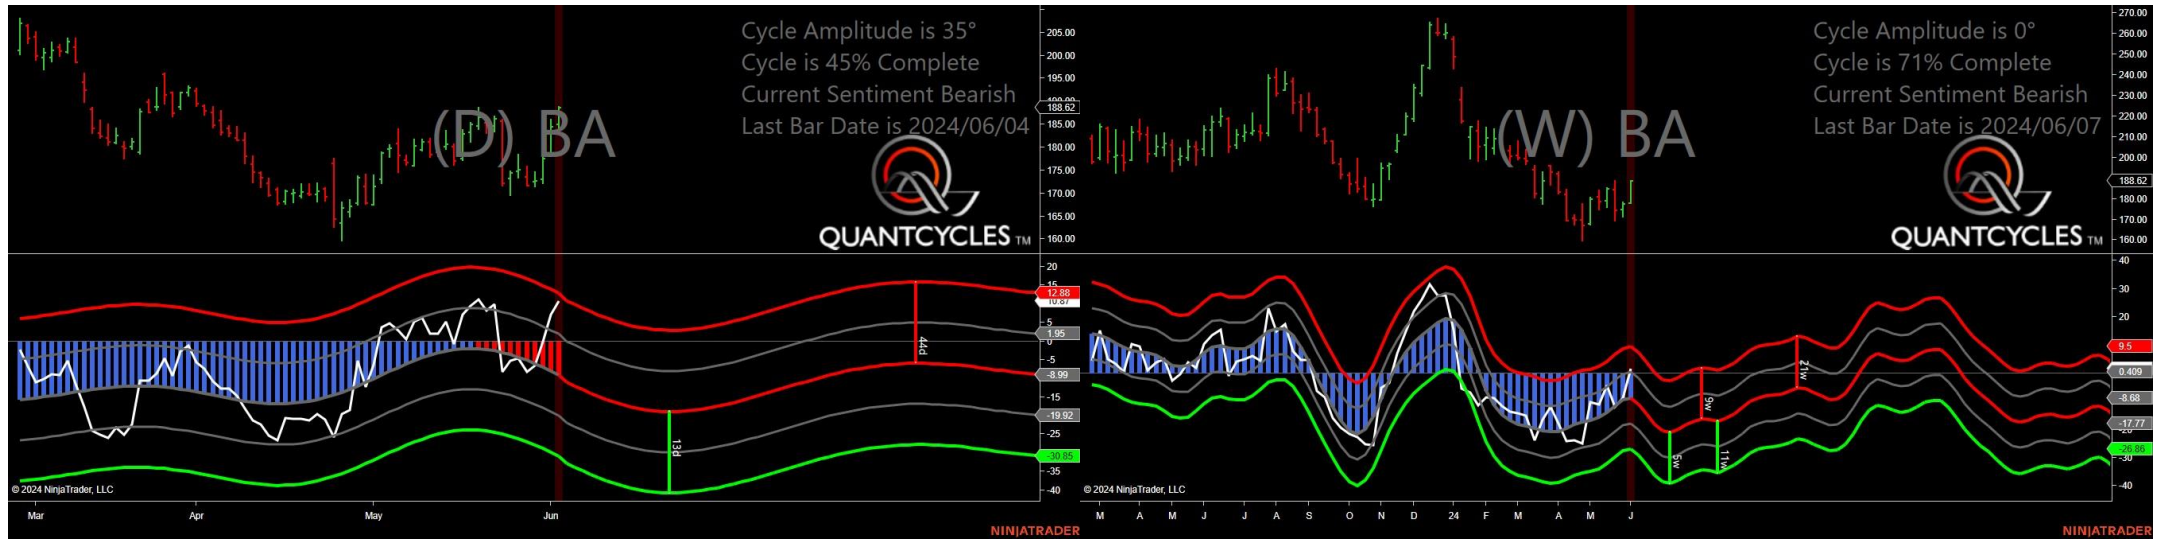 Cycle Amplitude is 35°
Cycle is 45% Complete
Current Sentiment Bearish
Last Bar Date is 2024/06/04
(D) BA
QUANTCYCLES TM
205.00
200.00
195.00
188.62
185.00
180.00
175.00
170.00
165.00
160.00
20
15
12.88
10.87
5
1.95
0
-5
-8.99
-15
-19.92
-25
-30.85
-35
-40
44d
13d
© 2024 NinjaTrader, LLC
Mar Apr May Jun
NINJATRADER
Cycle Amplitude is 0°
Cycle is 71% Complete
Current Sentiment Bearish
Last Bar Date is 2024/06/07
(W) BA
QUANTCYCLES TM
270.00
260.00
250.00
240.00
230.00
220.00
210.00
200.00
188.62
180.00
170.00
160.00
40
30
20
9.5
0.409
-8.68
-17.77
-26.86
-30
-40
9w
21w
5w
11w
© 2024 NinjaTrader, LLC
M A M J J A S O N D 24 F M A M J
NINJATRADER